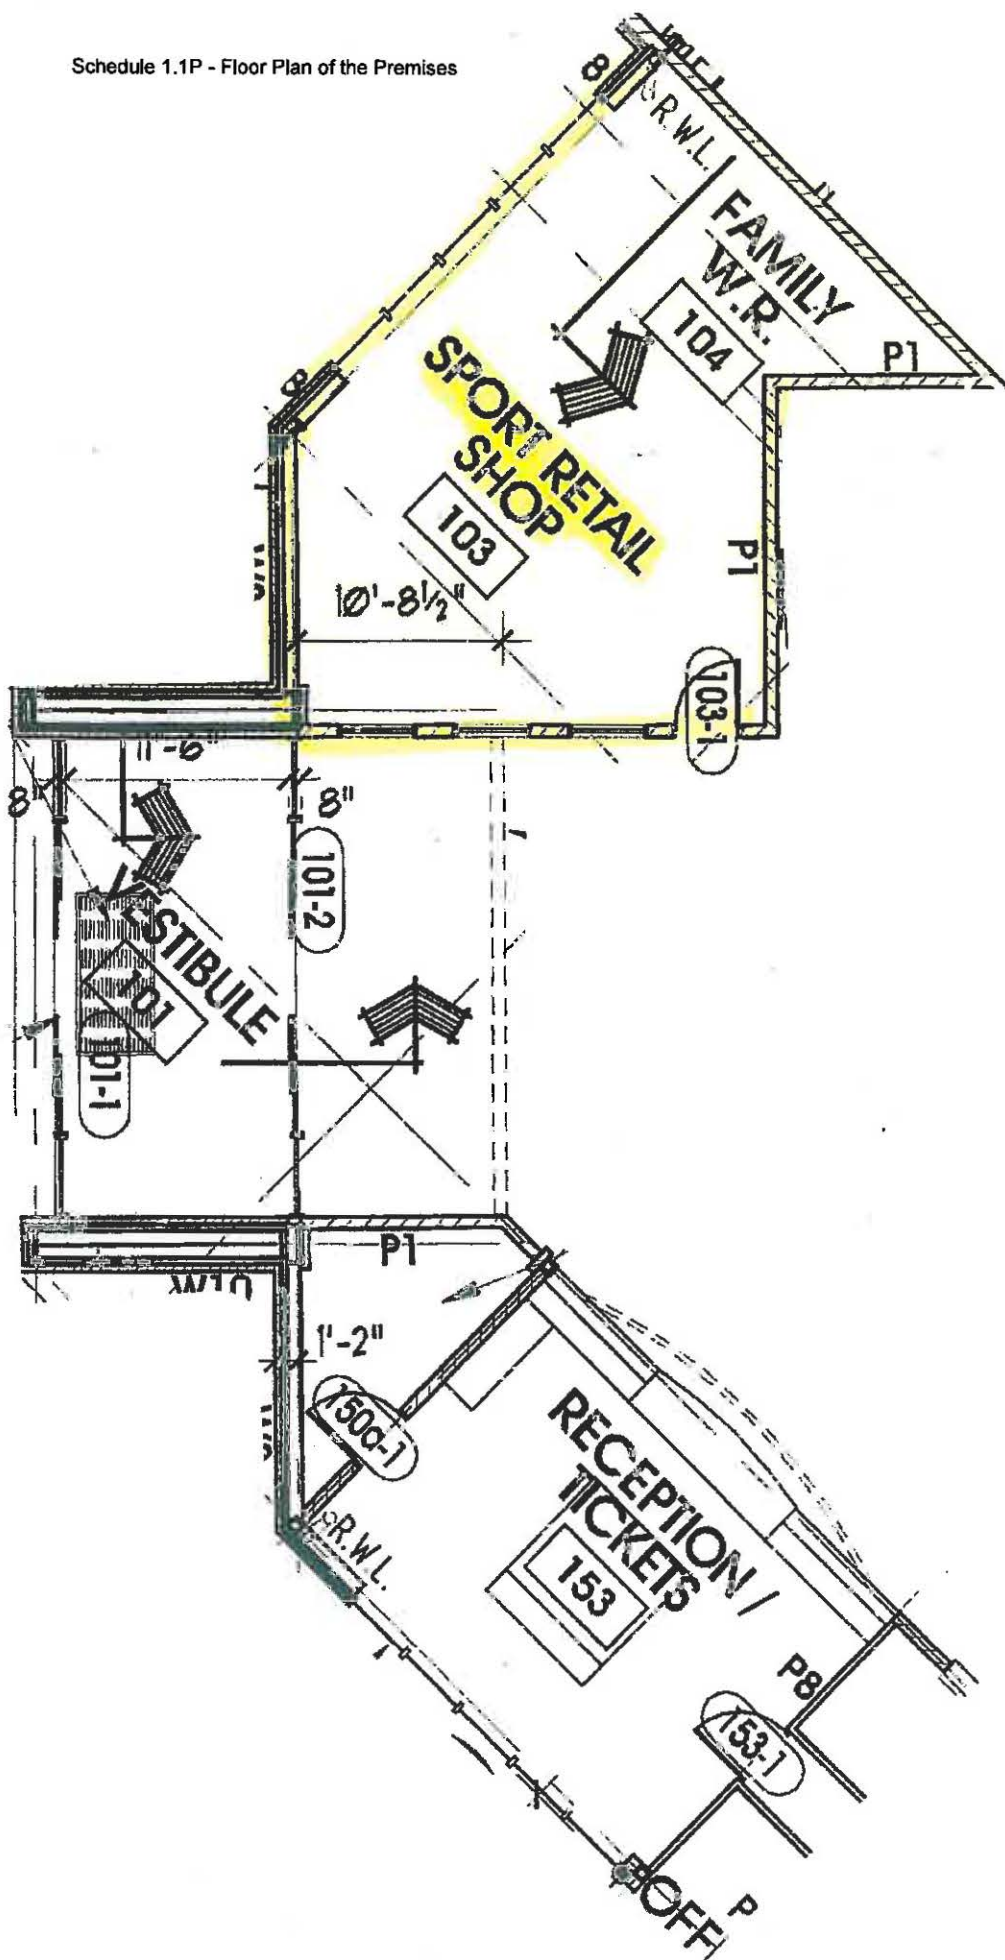 Schedule 1.1P - Floor Plan of the Premises
8
R.W.L.
FAMILY
W.R.
104
P1
8
SPORT RETAIL
SHOP
103
P1
10'-8½"
103-1
8"
8"
101-2
VESTIBULE
101
101-1
P1
1'-2"
150a-1
R.W.L.
RECEPTION /
TICKETS
153
P8
153-1
OFF
P